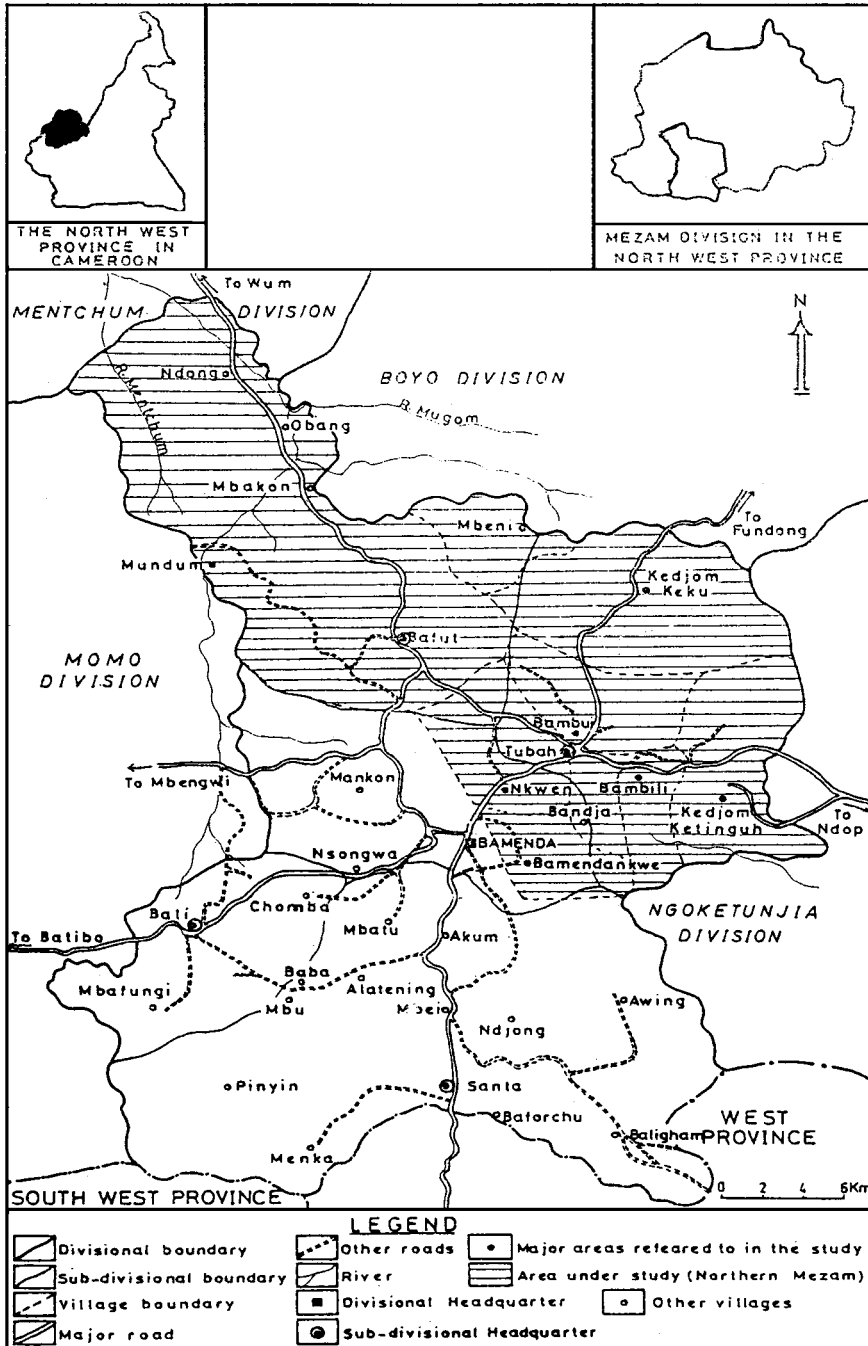 THE NORTH WEST
PROVINCE IN
CAMEROON
MEZAM DIVISION IN THE
NORTH WEST PROVINCE
To Wum
MENTCHUM DIVISION
N
Ndong
BOYO DIVISION
R. Mentchum
R. Mugom
Obang
Mbakon
Mbeni
To
Fundong
Mundum
Kedjom
Keku
Bafut
MOMO
DIVISION
Bambui
Tubah
To Mbengwi
Mankon
Nkwen
Bambili
Bandja
Kedjom
Ketinguh
To
Ndop
BAMENDA
Nsongwa
Bamendankwe
Chomba
Bali
Mbatu
NGOKETUNJIA
DIVISION
To Batibo
Akum
Baba
Alatening
Mbafungi
Mbu
Mbei
Awing
Ndjong
Pinyin
Santa
Baforchu
WEST
PROVINCE
Baligham
Menka
SOUTH WEST PROVINCE
0 2 4 6Km
LEGEND
Divisional boundary
Other roads
Major areas refeared to in the study
Sub-divisional boundary
River
Area under study (Northern Mezam)
Village boundary
Divisional Headquarter
Other villages
Major road
Sub-divisional Headquarter